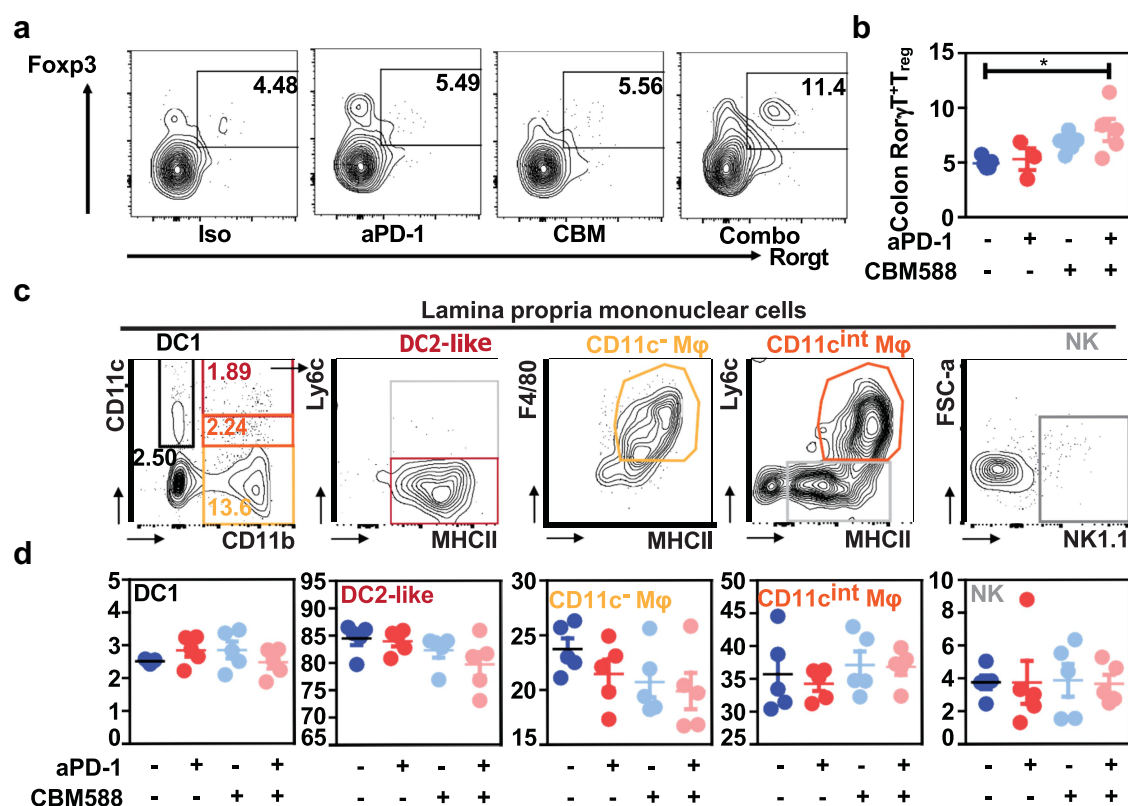 a
Foxp3
4.48
5.49
5.56
11.4
Iso
aPD-1
CBM
Combo
Rorgt
b
Colon RorγT+Treg
15
10
5
0
*
aPD-1 - + - +
CBM588 - - + +
c
Lamina propria mononuclear cells
DC1
DC2-like
CD11c- Mφ
CD11cint Mφ
NK
CD11c
1.89
2.24
2.50
13.6
CD11b
Ly6c
MHCII
F4/80
MHCII
Ly6c
MHCII
FSC-a
NK1.1
d
DC1
5
4
3
2
1
0
DC2-like
95
90
85
80
75
70
65
CD11c- Mφ
30
25
20
15
CD11cint Mφ
50
45
40
35
30
25
NK
10
8
6
4
2
0
aPD-1 - + - + - + - + - + - + - + - + - + - +
CBM588 - - + + - - + + - - + + - - + + - - + +